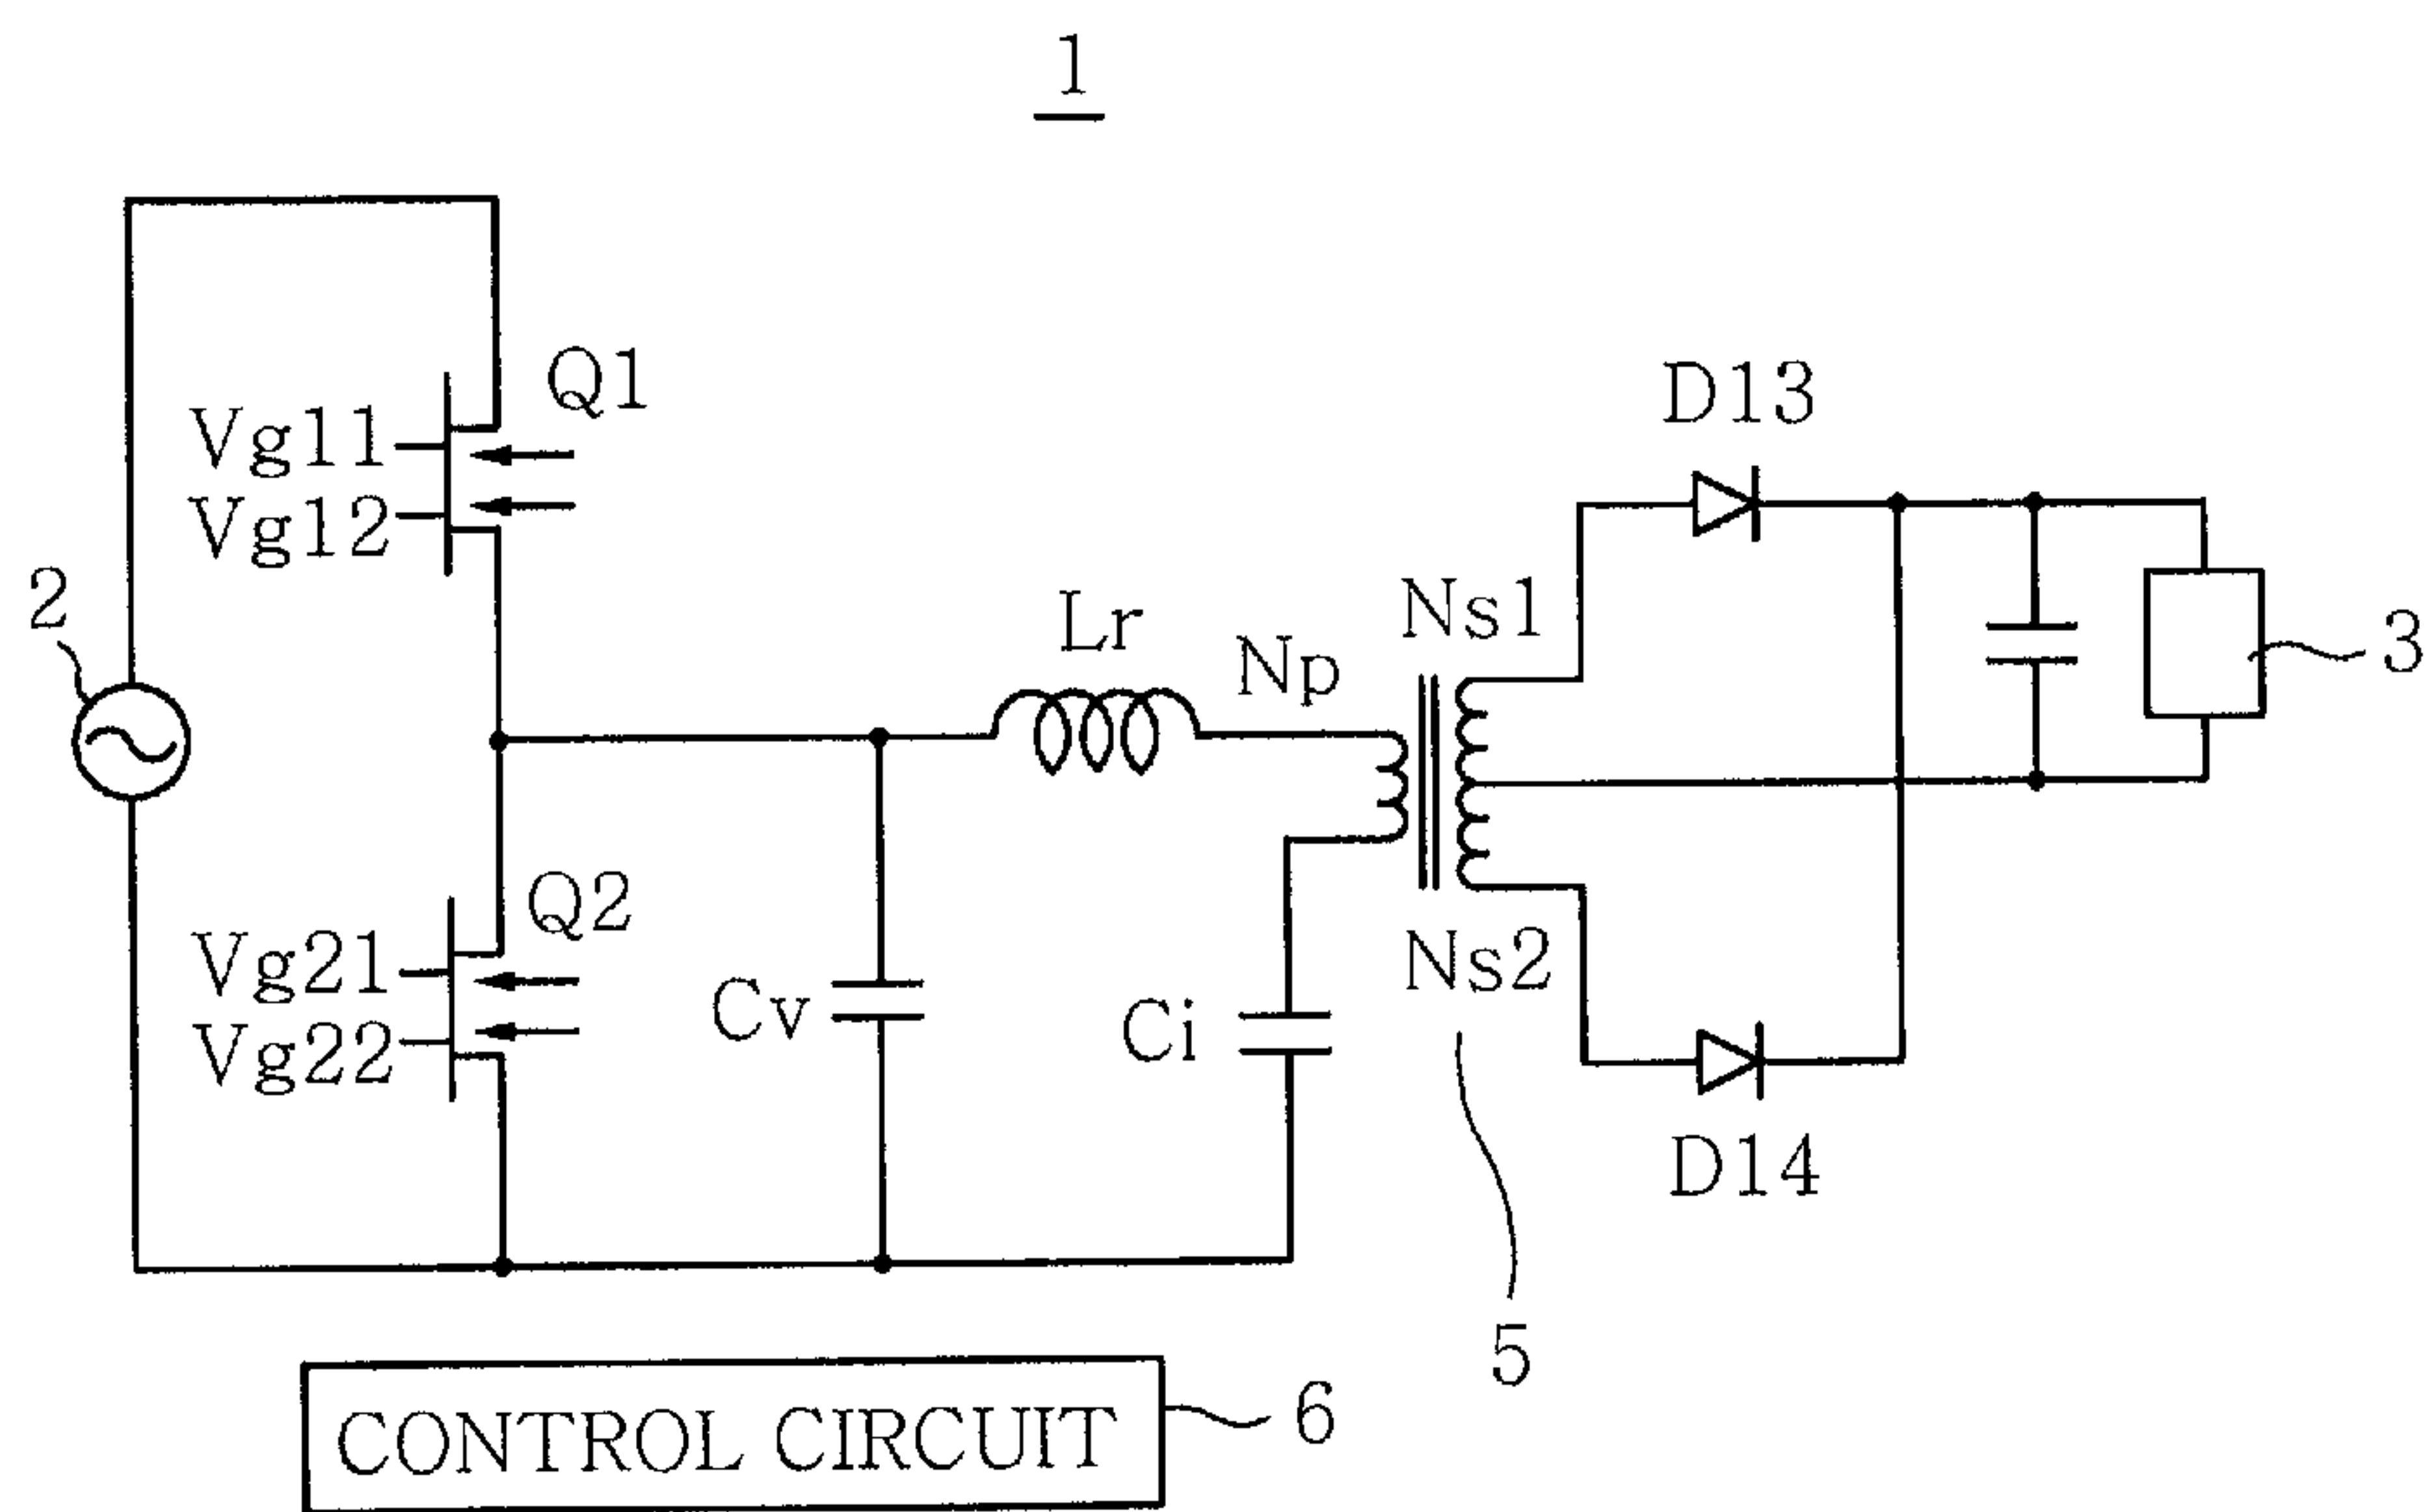 1
Q1
D13
Vg11
Vg12
2
Lr
Ns1
Np
3
Q2
Vg21
Vg22
Cv
Ci
Ns2
D14
5
CONTROL CIRCUIT
6